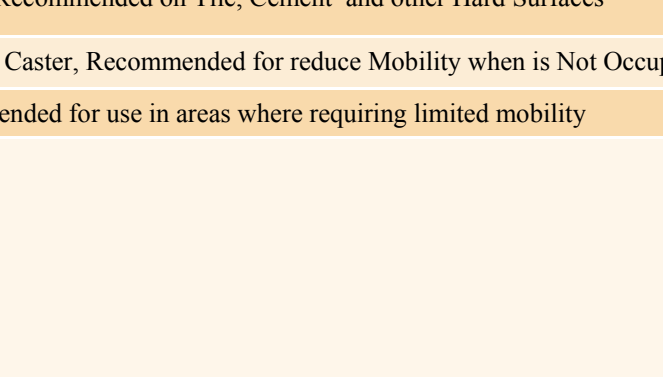 Recommended on Tile, Cement and other Hard Surfaces
Caster, Recommended for reduce Mobility when is Not Occup
ended for use in areas where requiring limited mobility